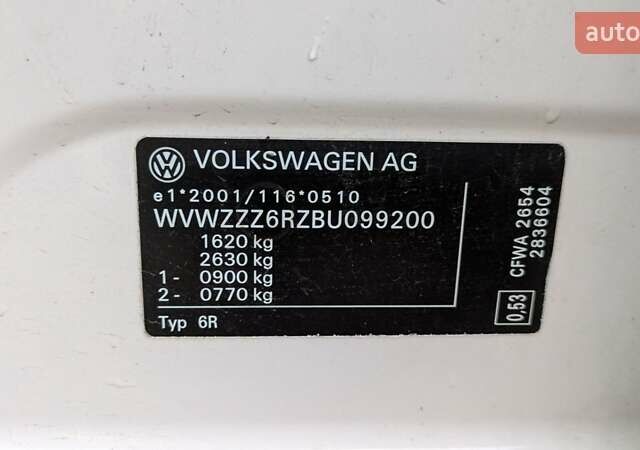 auto
VOLKSWAGEN AG
e1*2001/116*0510
WVWZZZ6RZBU099200
1620 kg
2630 kg
1- 0900 kg
2- 0770 kg
Typ 6R
CFWA 2654
2836604
0,53